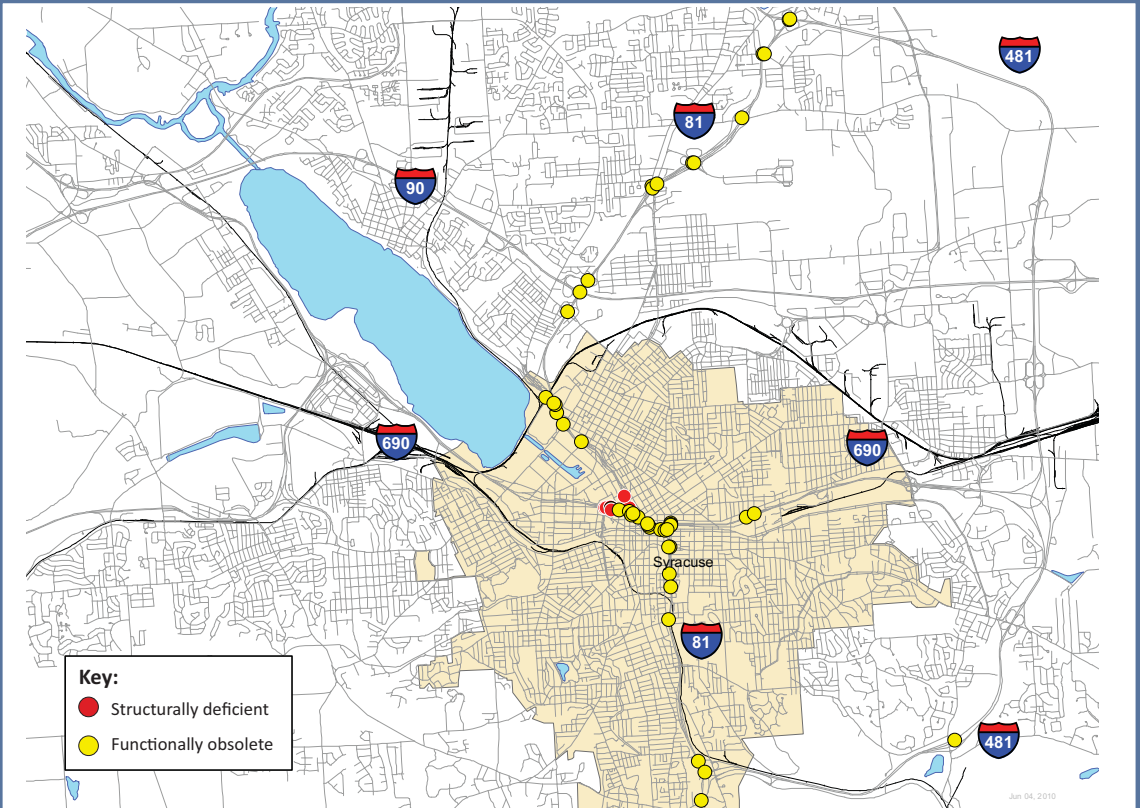 481
81
90
690
690
Syracuse
81
Key:
Structurally deficient
Functionally obsolete
481
Jun 04, 2010